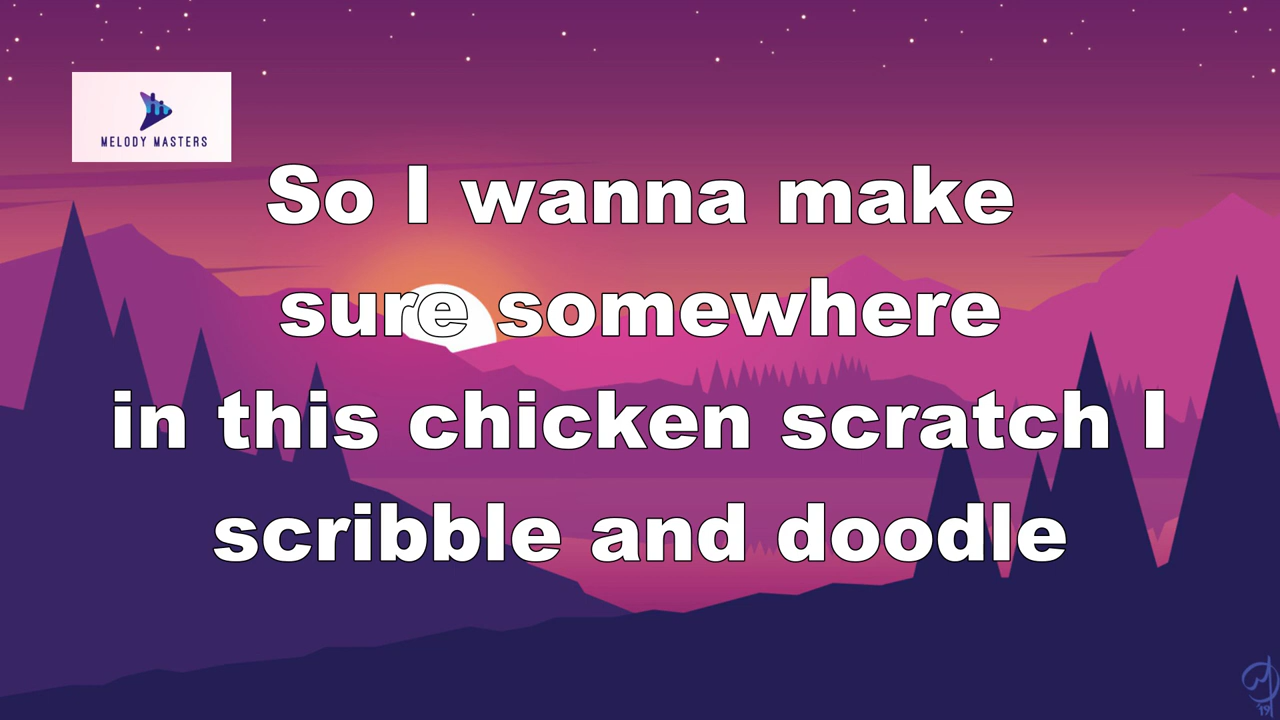 MELODY MASTERS
So I wanna make
sure somewhere
in this chicken scratch I
scribble and doodle